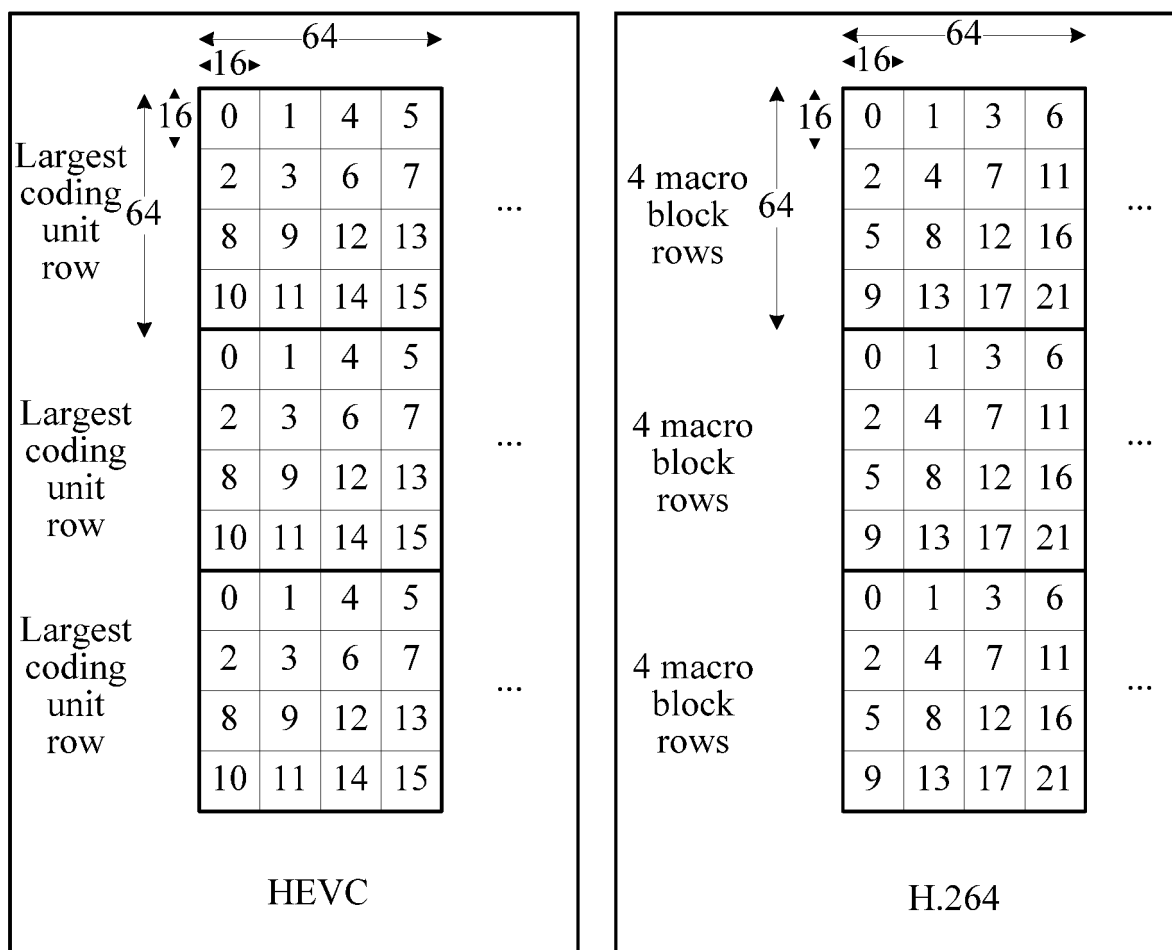 64
16
16 0 1 4 5
Largest
coding
unit
row
64
2 3 6 7
...
8 9 12 13
10 11 14 15
Largest
coding
unit
row
0 1 4 5
2 3 6 7
...
8 9 12 13
10 11 14 15
Largest
coding
unit
row
0 1 4 5
2 3 6 7
...
8 9 12 13
10 11 14 15
HEVC
64
16
16 0 1 3 6
4 macro
block
rows
64
2 4 7 11
...
5 8 12 16
9 13 17 21
4 macro
block
rows
0 1 3 6
2 4 7 11
...
5 8 12 16
9 13 17 21
4 macro
block
rows
0 1 3 6
2 4 7 11
...
5 8 12 16
9 13 17 21
H.264